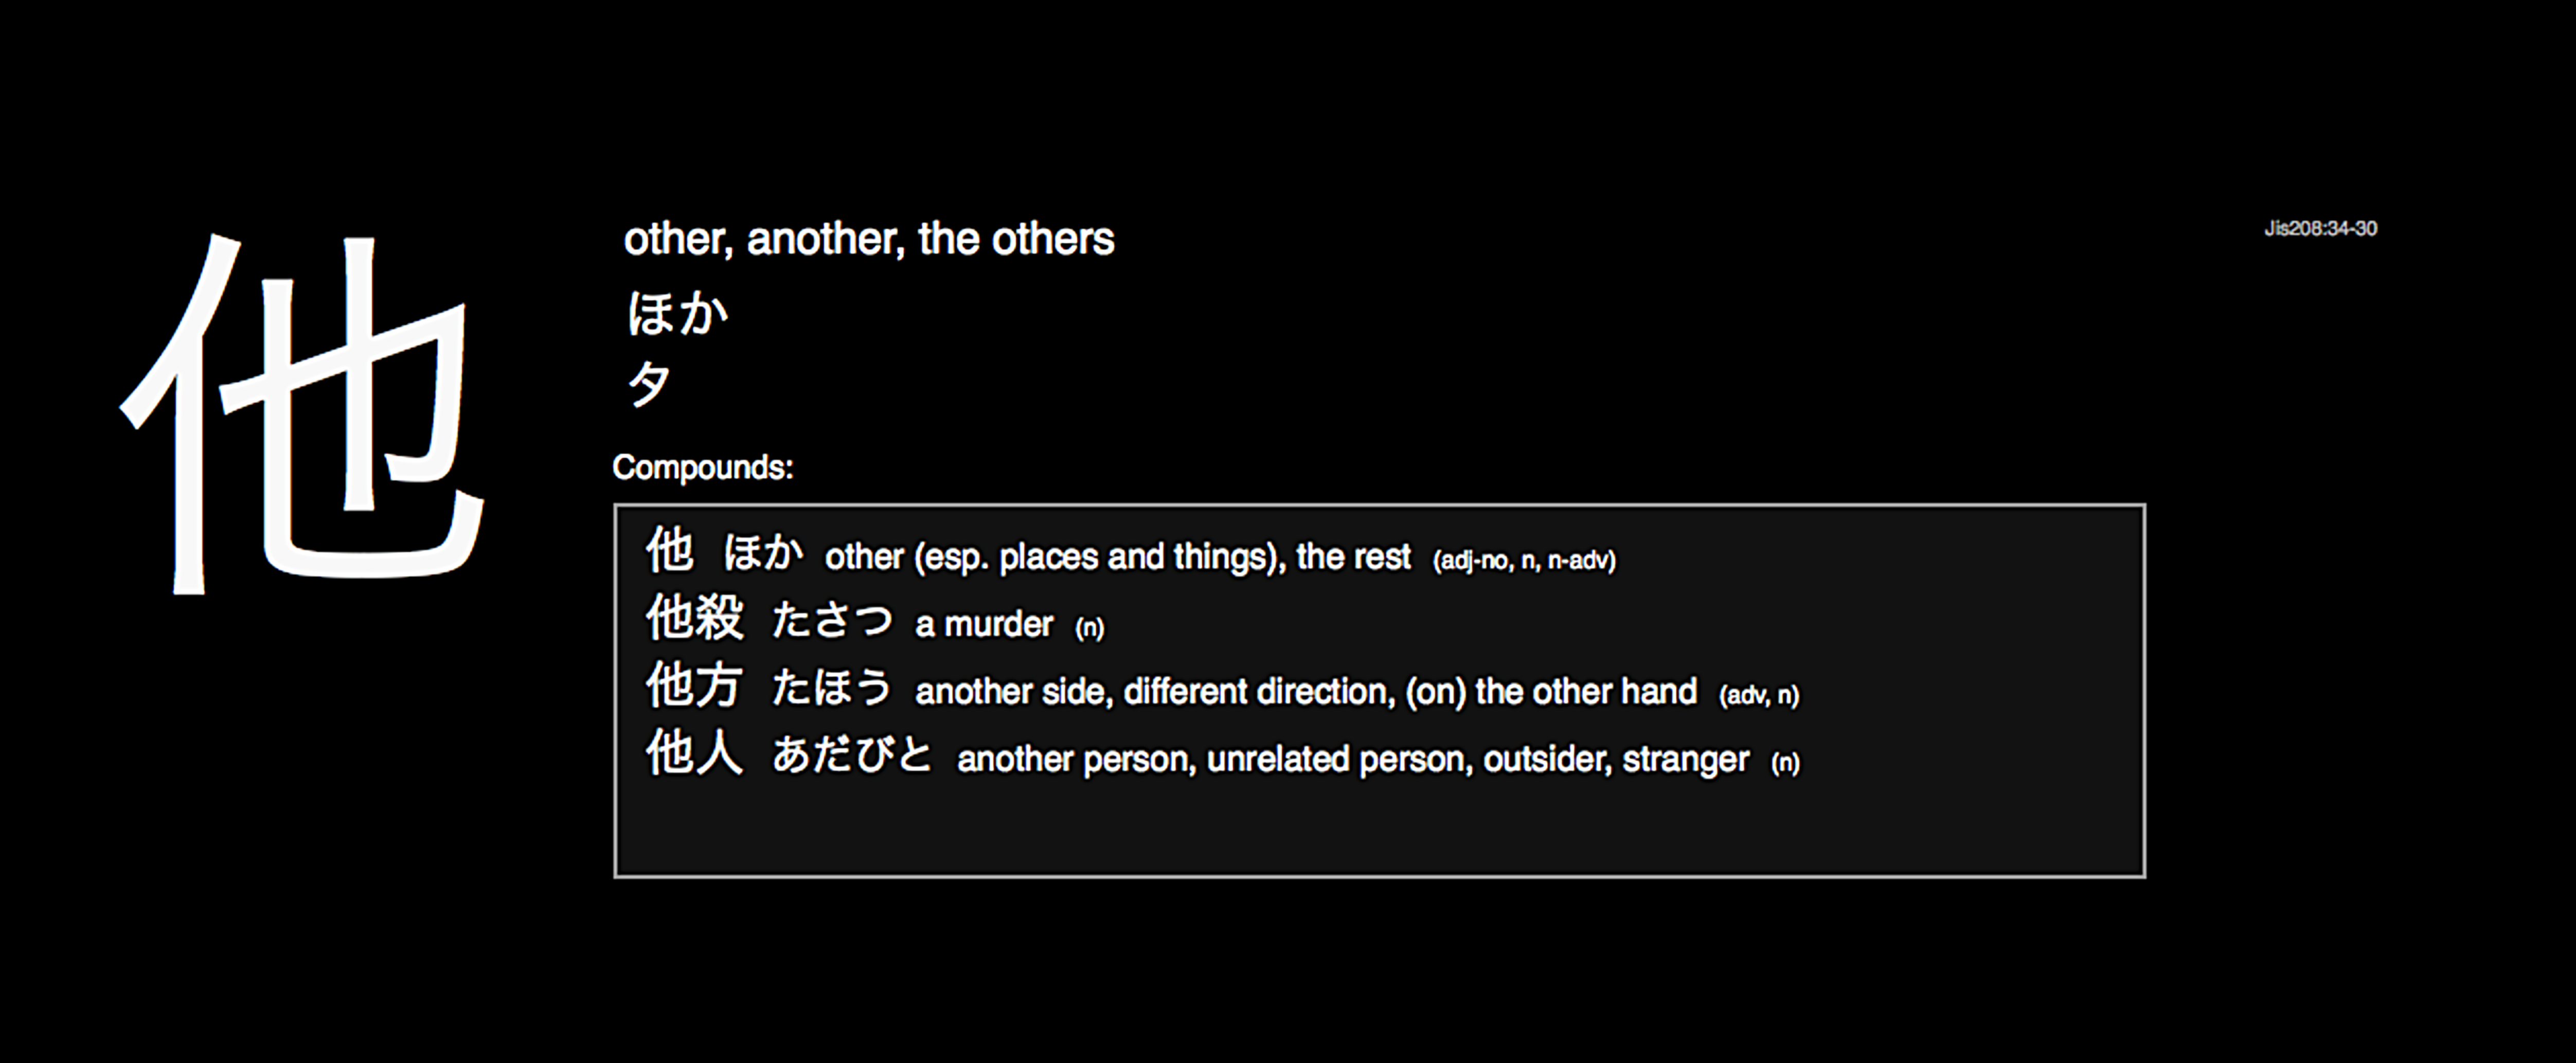 他
other, another, the others
Jis208:34-30
ほか
タ
Compounds:
他 ほか other (esp. places and things), the rest (adj-no, n, n-adv)
他殺 たさつ a murder (n)
他方 たほう another side, different direction, (on) the other hand (adv, n)
他人 あだびと another person, unrelated person, outsider, stranger (n)